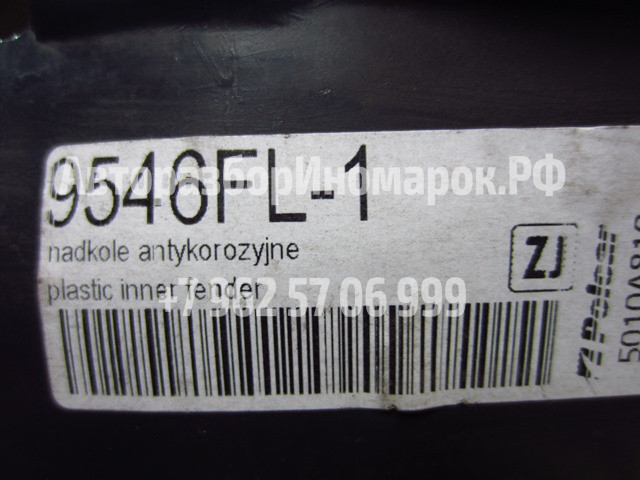 9546FL-1
АвторазборИномарок.РФ
nadkole antykorozyjne
plastic inner fender
+7 982 57 06 999
ZJ
Polcar